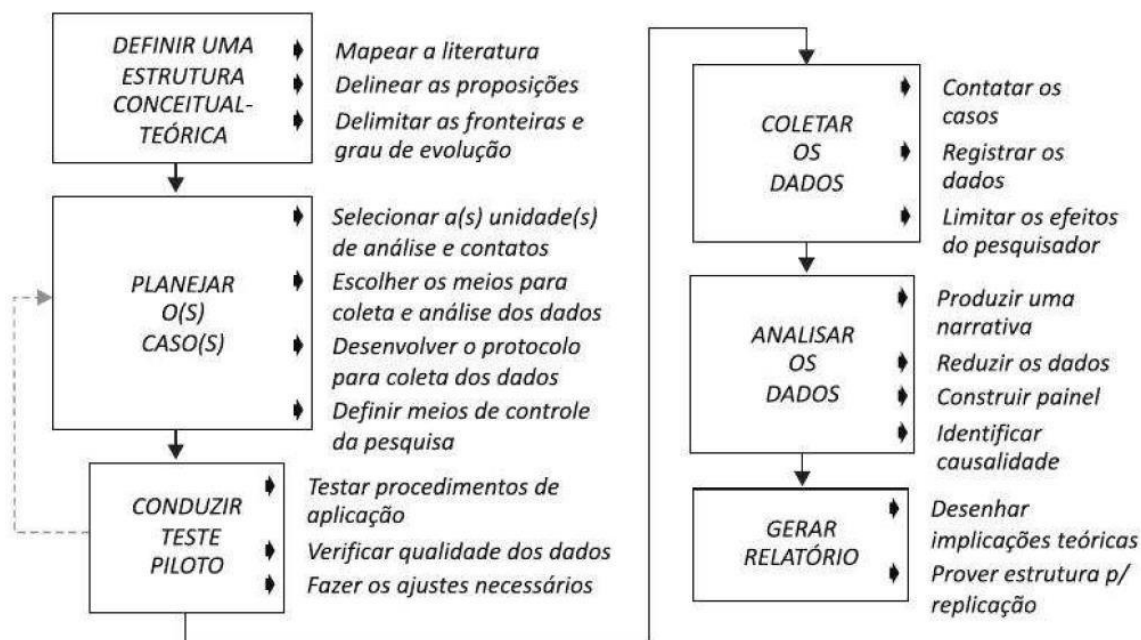 DEFINIR UMA
ESTRUTURA
CONCEITUAL-
TEÓRICA
Mapear a literatura
Delinear as proposições
Delimitar as fronteiras e
grau de evolução
PLANEJAR
O(S)
CASO(S)
Selecionar a(s) unidade(s)
de análise e contatos
Escolher os meios para
coleta e análise dos dados
Desenvolver o protocolo
para coleta dos dados
Definir meios de controle
da pesquisa
CONDUZIR
TESTE
PILOTO
Testar procedimentos de
aplicação
Verificar qualidade dos dados
Fazer os ajustes necessários
COLETAR
OS
DADOS
Contatar os
casos
Registrar os
dados
Limitar os efeitos
do pesquisador
ANALISAR
OS
DADOS
Produzir uma
narrativa
Reduzir os dados
Construir painel
Identificar
causalidade
GERAR
RELATÓRIO
Desenhar
implicações teóricas
Prover estrutura p/
replicação